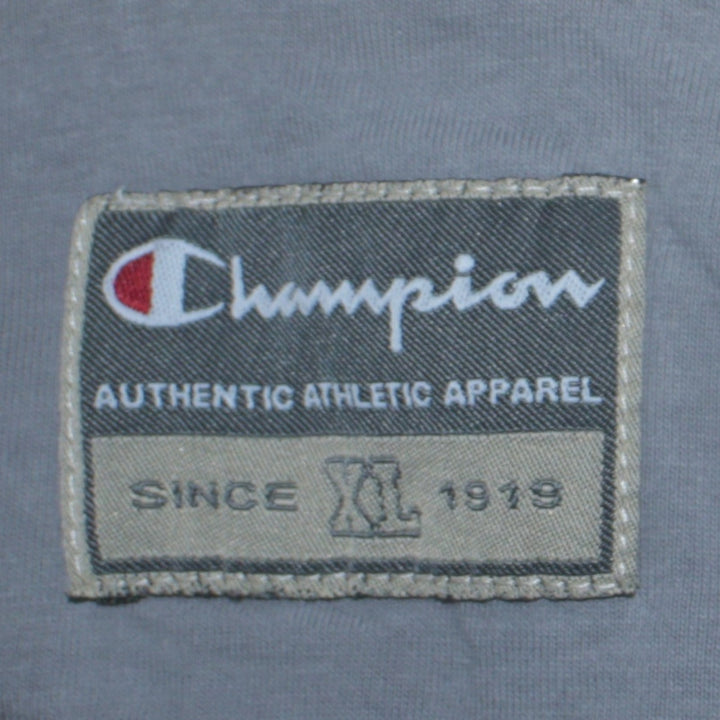 Champion
AUTHENTIC ATHLETIC APPAREL
SINCE XL 1919